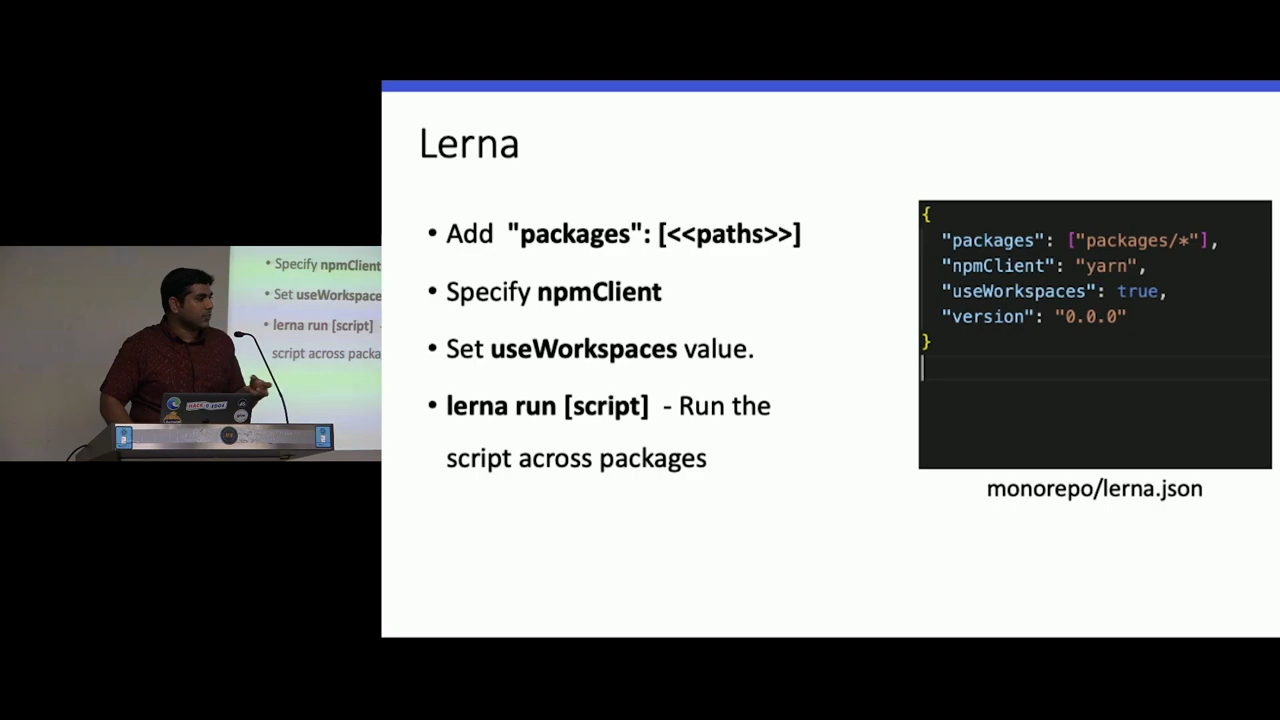 Lerna
• Add "packages": [<<paths>>]
• Specify npmClient
• Set useWorkspaces value.
• lerna run [script] - Run the
script across packages
{
"packages": ["packages/*"],
"npmClient": "yarn",
"useWorkspaces": true,
"version": "0.0.0"
}
monorepo/lerna.json
• Specify npmClient
• Set useWorkspace
• lerna run [script] -
script across packa
HACK-D EDGE